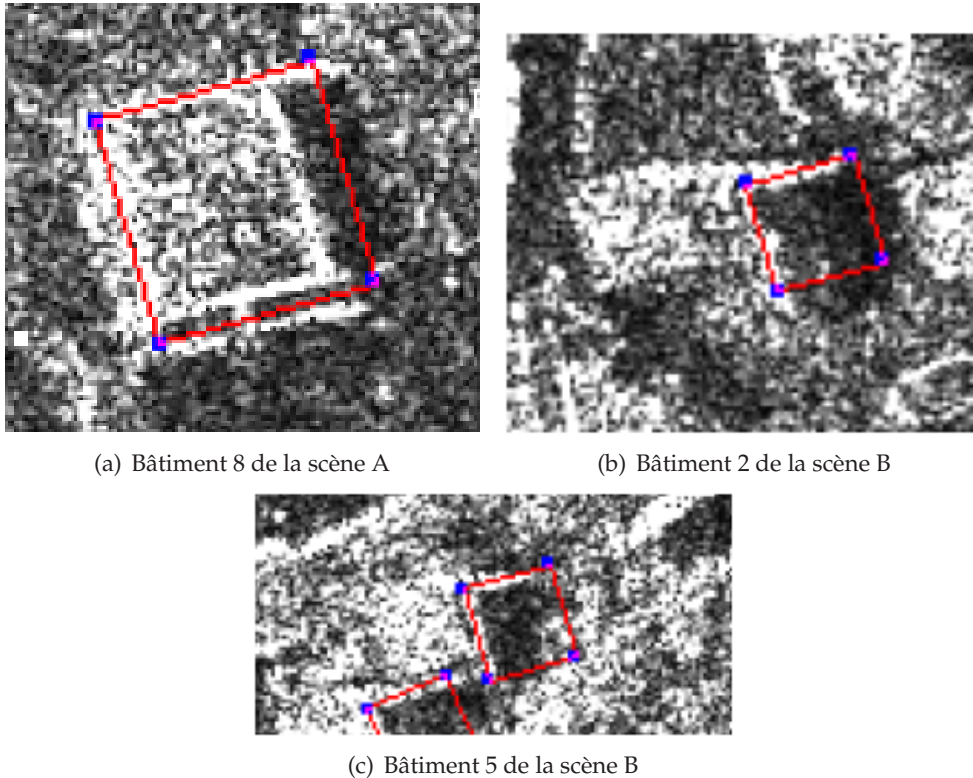 (a) Bâtiment 8 de la scène A
(b) Bâtiment 2 de la scène B
(c) Bâtiment 5 de la scène B